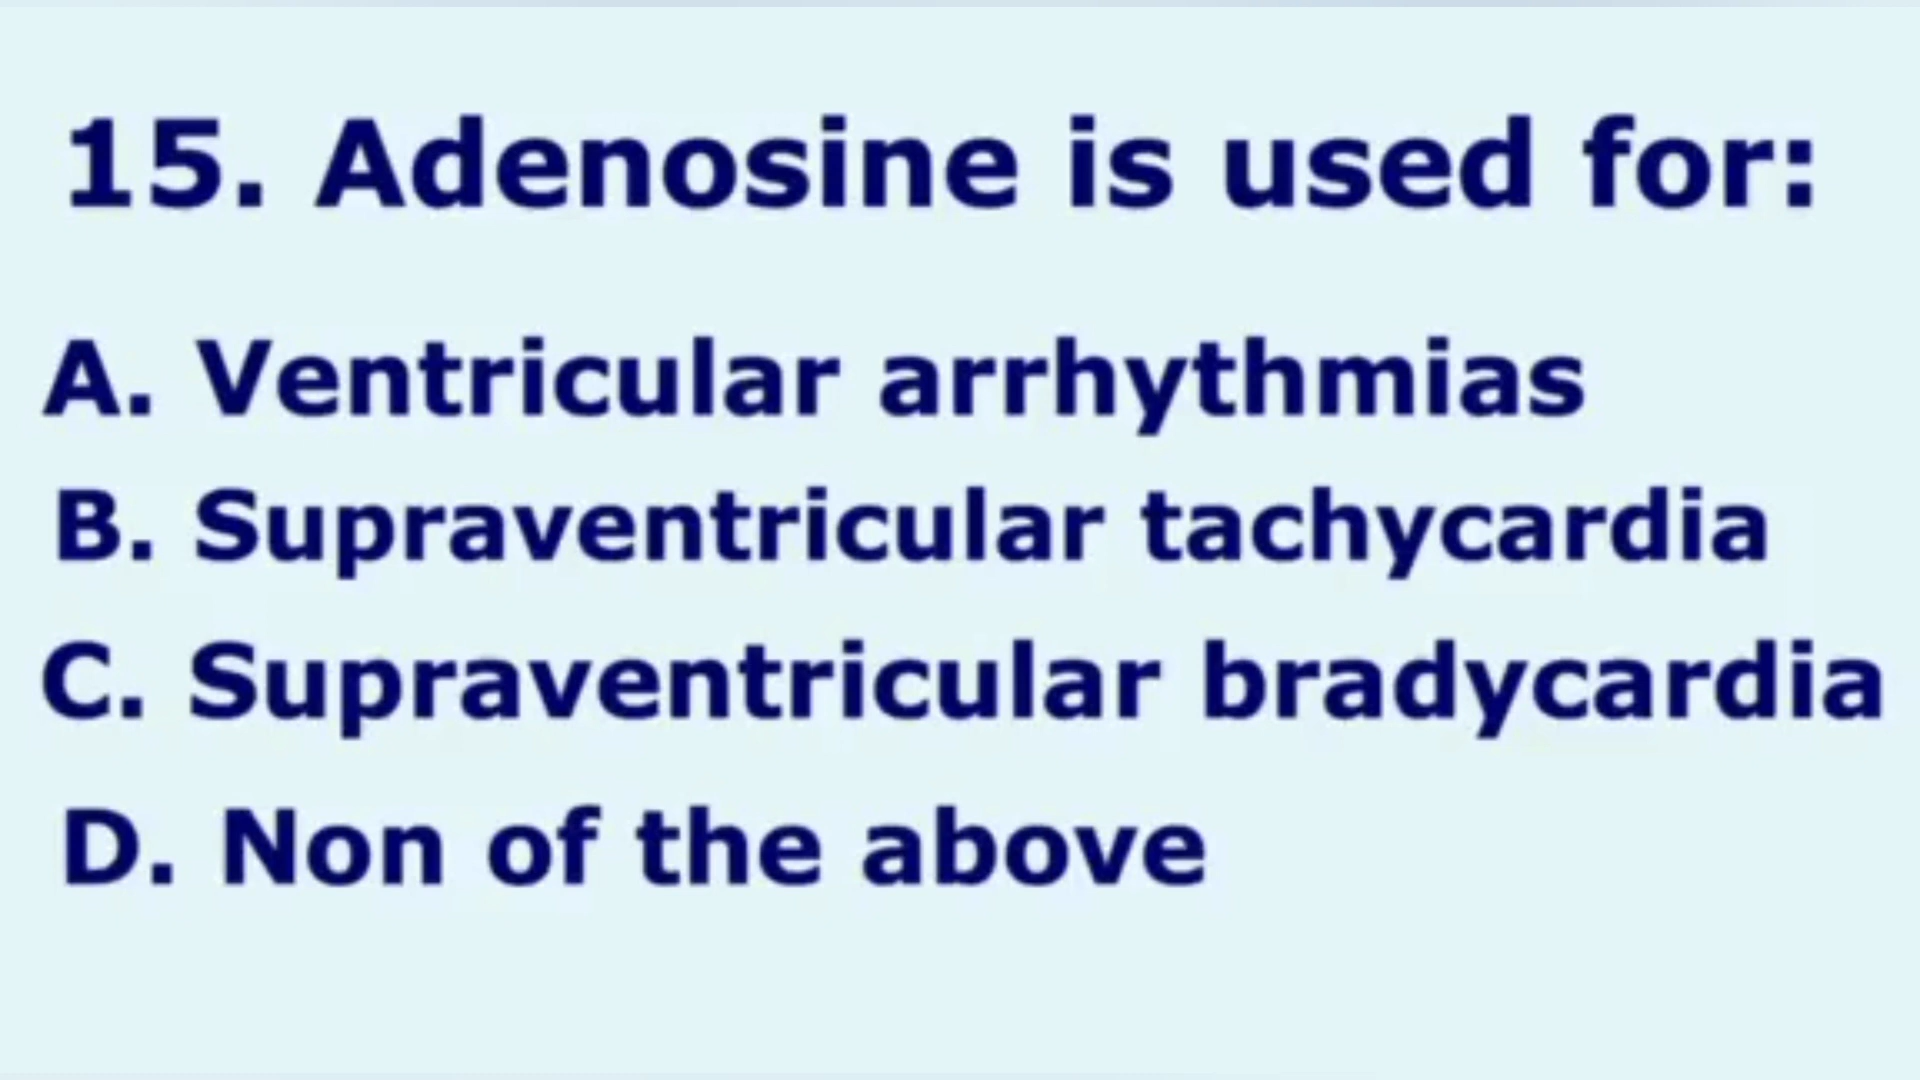 15. Adenosine is used for:
A. Ventricular arrhythmias
B. Supraventricular tachycardia
C. Supraventricular bradycardia
D. Non of the above